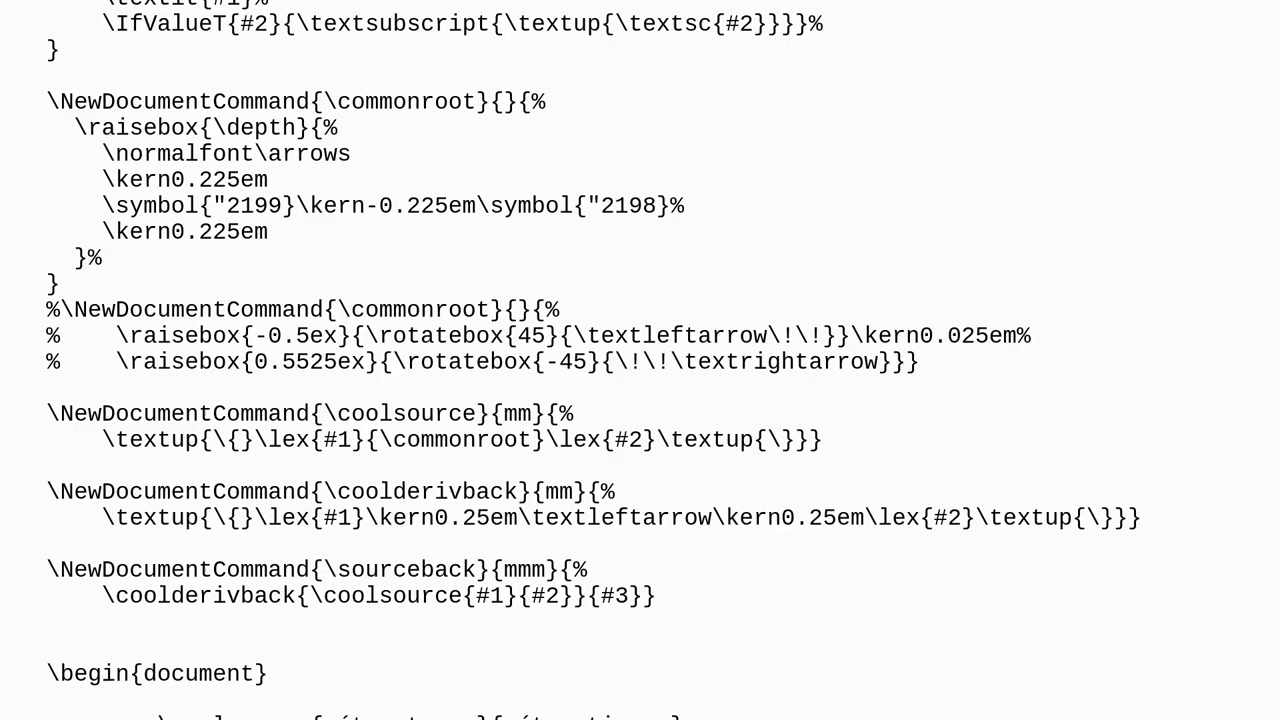 \textit{#1}%
\IfValueT{#2}{\textsubscript{\textup{\textsc{#2}}}}%
}
\NewDocumentCommand{\commonroot}{}{%
\raisebox{\depth}{%
\normalfont\arrows
\kern0.225em
\symbol{"2199}\kern-0.225em\symbol{"2198}%
\kern0.225em
}%
}
%\NewDocumentCommand{\commonroot}{}{%
%    \raisebox{-0.5ex}{\rotatebox{45}{\textleftarrow\!\!}}\kern0.025em%
%    \raisebox{0.5525ex}{\rotatebox{-45}{\!\!\textrightarrow}}}
\NewDocumentCommand{\coolsource}{mm}{%
\textup{\{}\lex{#1}{\commonroot}\lex{#2}\textup{\}}}
\NewDocumentCommand{\coolderivback}{mm}{%
\textup{\{}\lex{#1}\kern0.25em\textleftarrow\kern0.25em\lex{#2}\textup{\}}}
\NewDocumentCommand{\sourceback}{mmm}{%
\coolderivback{\coolsource{#1}{#2}}{#3}}
\begin{document}